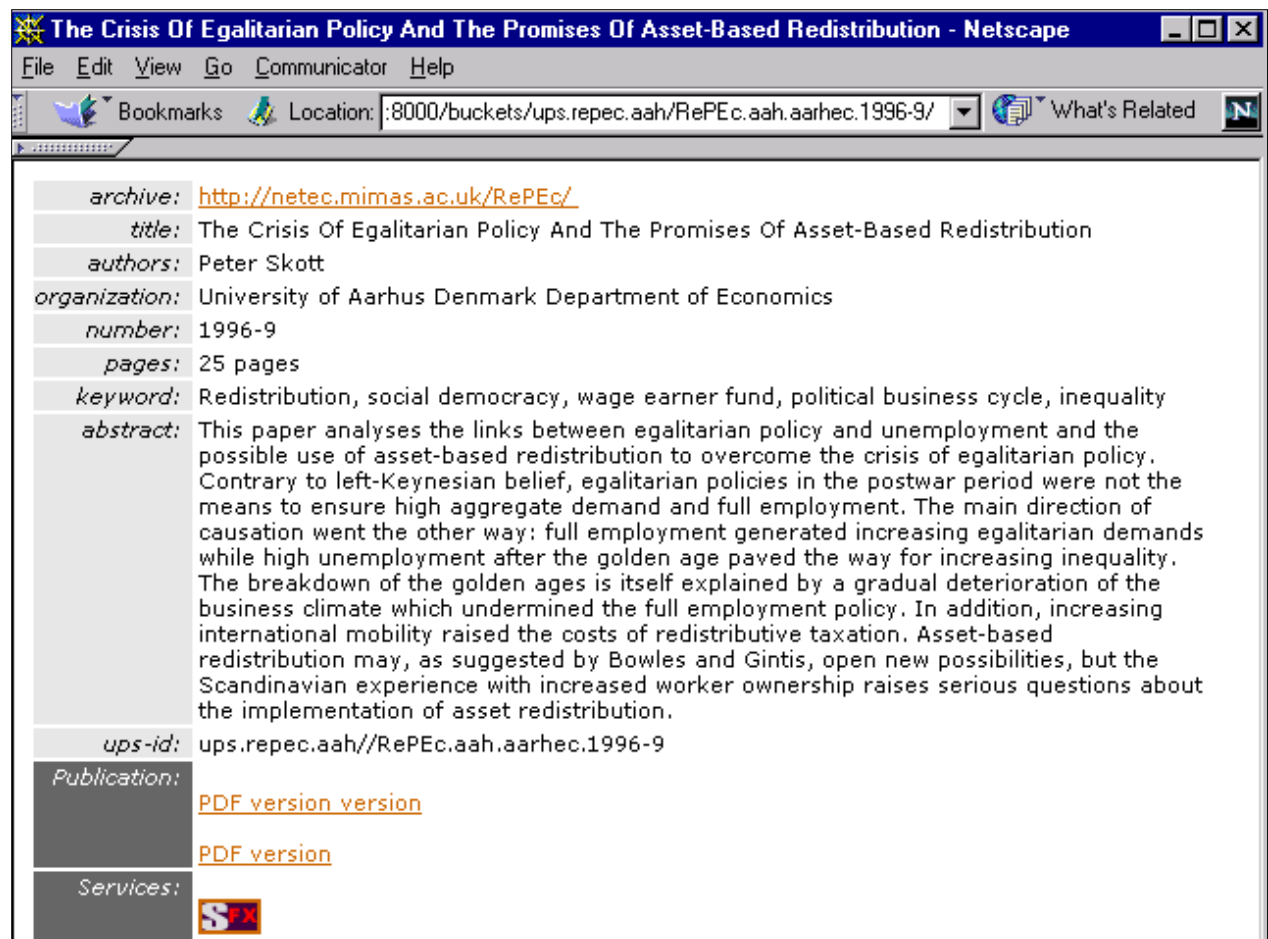 The Crisis Of Egalitarian Policy And The Promises Of Asset-Based Redistribution - Netscape
File Edit View Go Communicator Help
Bookmarks Location: :8000/buckets/ups.repec.aah/RePEc.aah.aarhec.1996-9/ What's Related N
archive: http://netec.mimas.ac.uk/RePEc/
title: The Crisis Of Egalitarian Policy And The Promises Of Asset-Based Redistribution
authors: Peter Skott
organization: University of Aarhus Denmark Department of Economics
number: 1996-9
pages: 25 pages
keyword: Redistribution, social democracy, wage earner fund, political business cycle, inequality
abstract: This paper analyses the links between egalitarian policy and unemployment and the
possible use of asset-based redistribution to overcome the crisis of egalitarian policy.
Contrary to left-Keynesian belief, egalitarian policies in the postwar period were not the
means to ensure high aggregate demand and full employment. The main direction of
causation went the other way: full employment generated increasing egalitarian demands
while high unemployment after the golden age paved the way for increasing inequality.
The breakdown of the golden ages is itself explained by a gradual deterioration of the
business climate which undermined the full employment policy. In addition, increasing
international mobility raised the costs of redistributive taxation. Asset-based
redistribution may, as suggested by Bowles and Gintis, open new possibilities, but the
Scandinavian experience with increased worker ownership raises serious questions about
the implementation of asset redistribution.
ups-id: ups.repec.aah//RePEc.aah.aarhec.1996-9
Publication:
PDF version version
PDF version
Services:
SFX